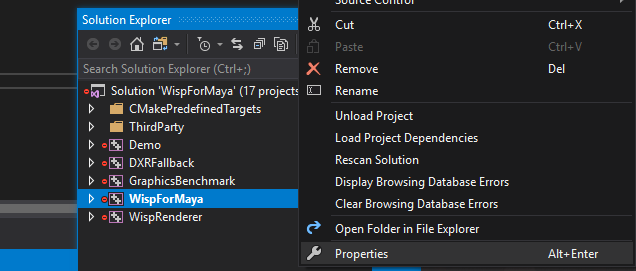 Solution Explorer
Search Solution Explorer (Ctrl+;)
Solution 'WispForMaya' (17 projects
CMakePredefinedTargets
ThirdParty
Demo
DXRFallback
GraphicsBenchmark
WispForMaya
WispRenderer
Source Control
Cut Ctrl+X
Paste Ctrl+V
Remove Del
Rename
Unload Project
Load Project Dependencies
Rescan Solution
Display Browsing Database Errors
Clear Browsing Database Errors
Open Folder in File Explorer
Properties Alt+Enter